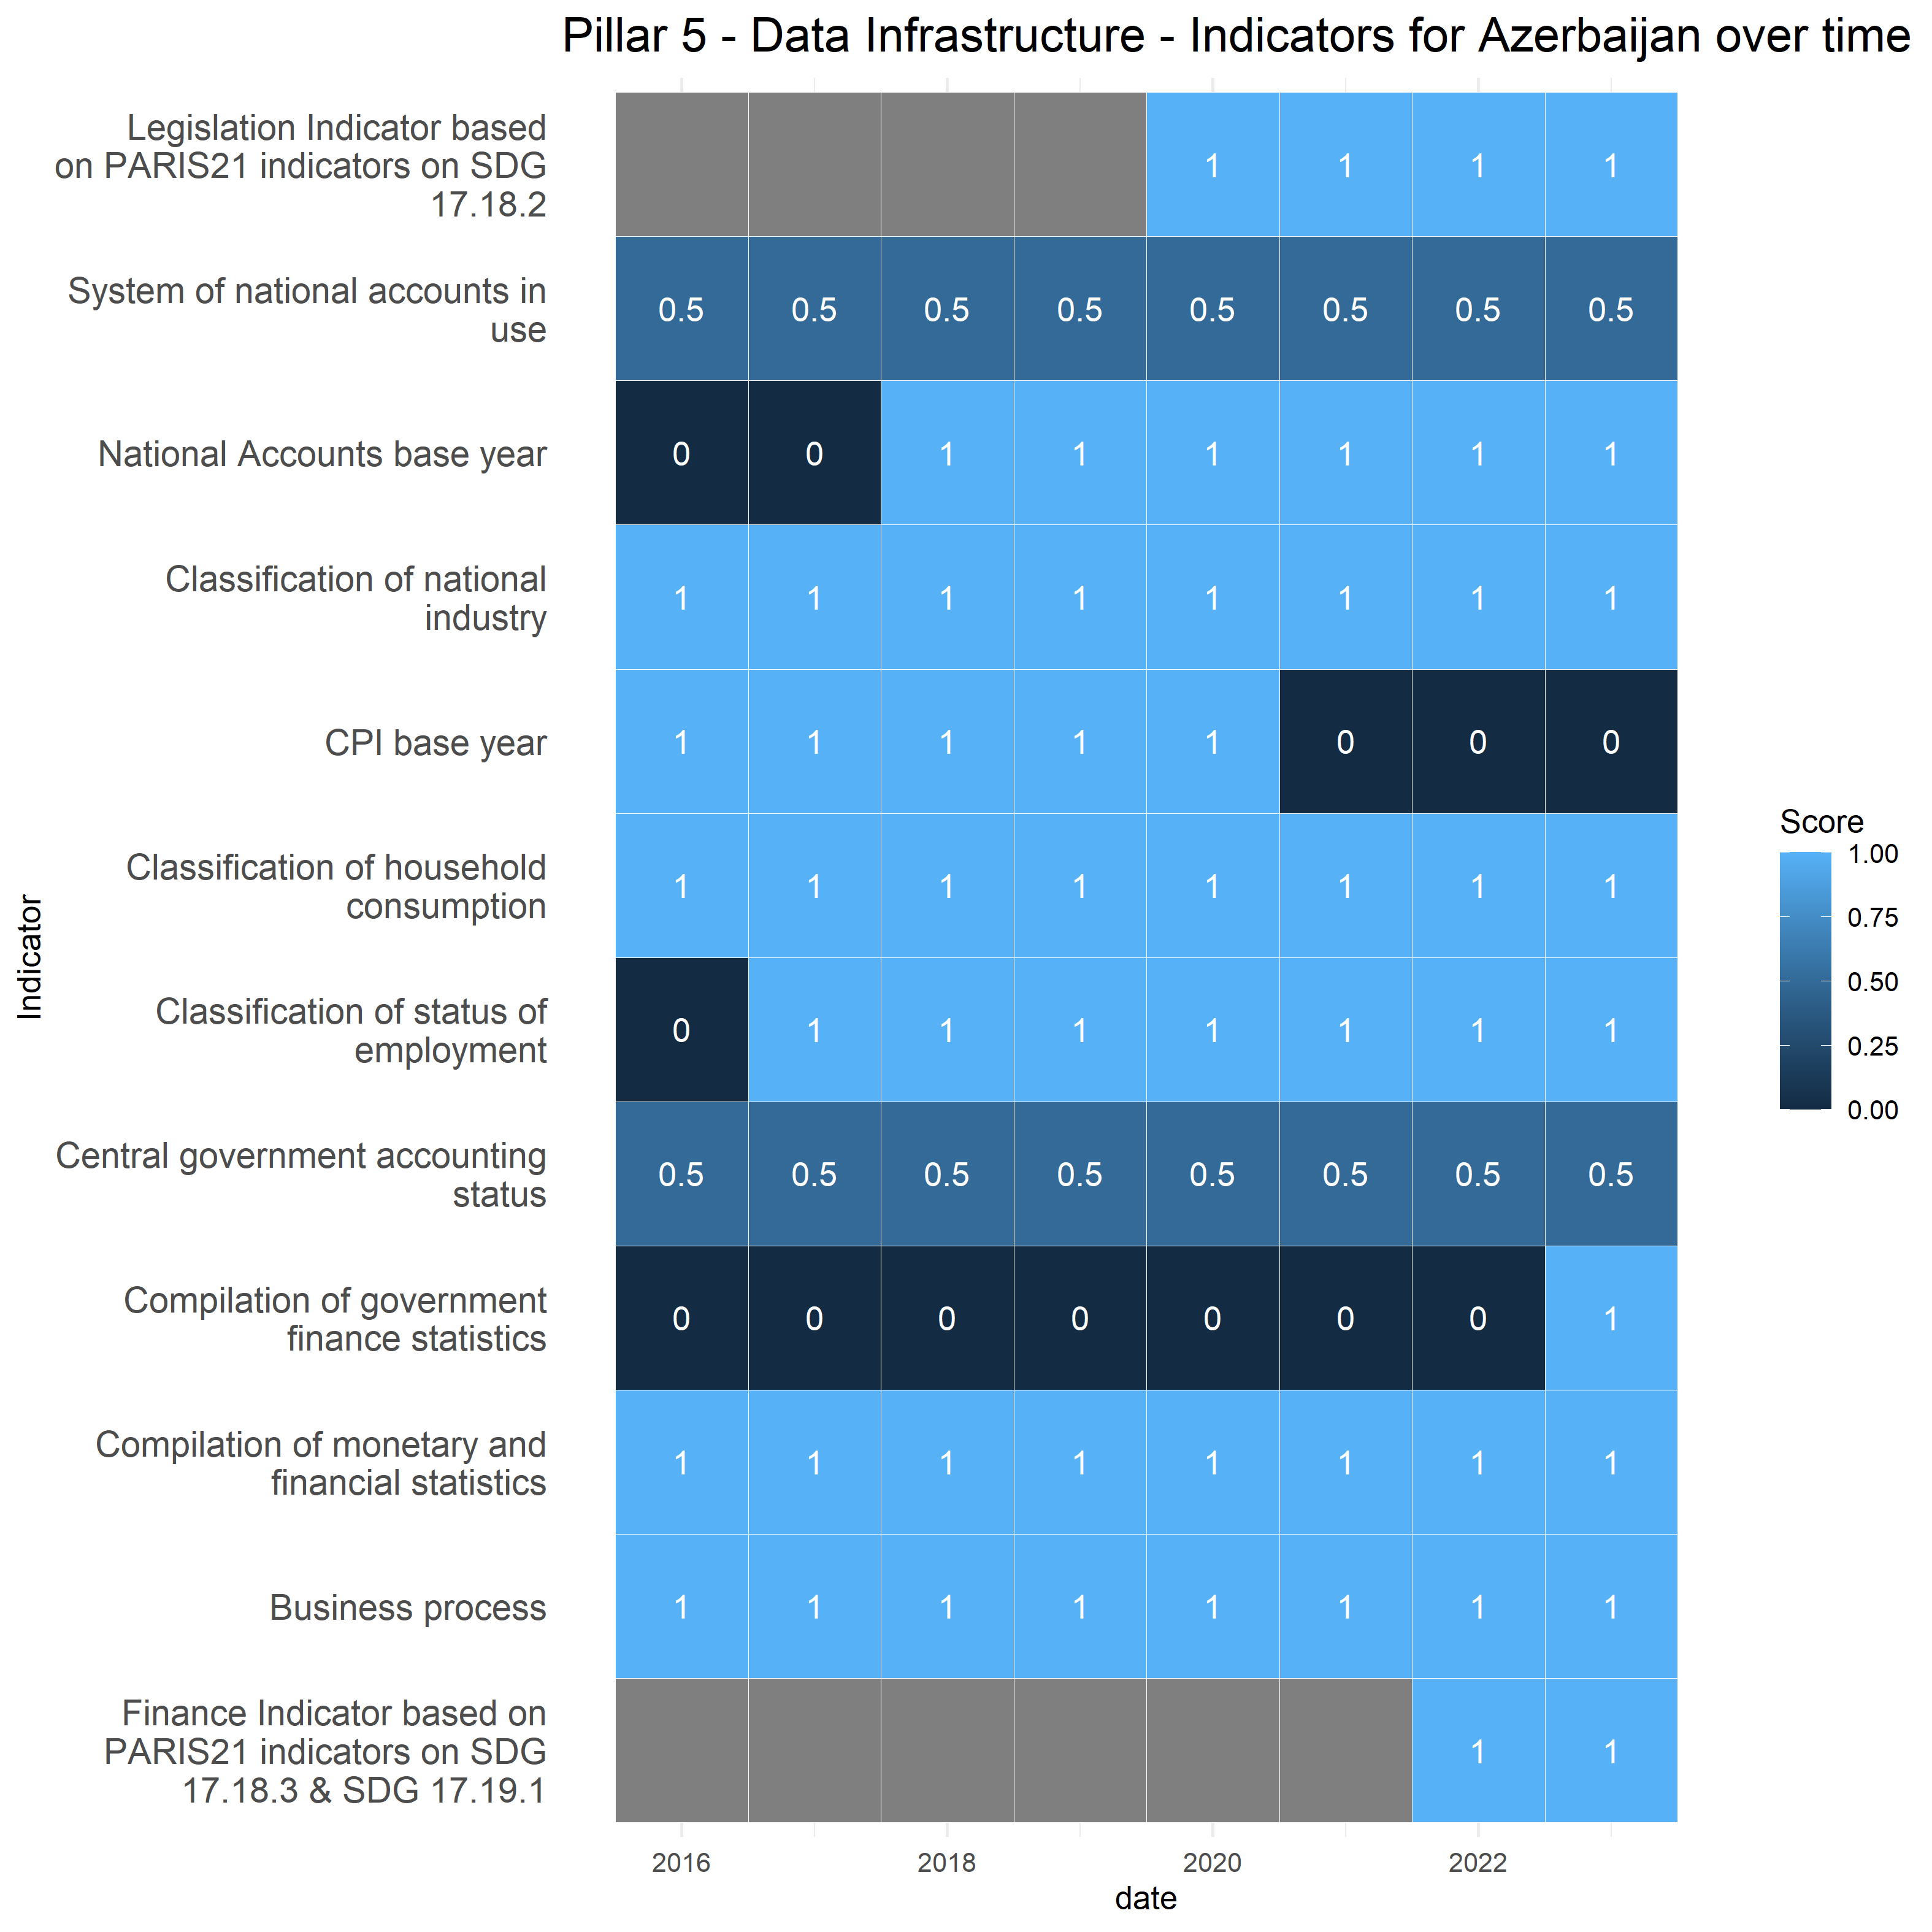 Pillar 5 - Data Infrastructure - Indicators for Azerbaijan over time
Legislation Indicator based
on PARIS21 indicators on SDG
17.18.2
1 1 1 1
System of national accounts in
use
0.5 0.5 0.5 0.5 0.5 0.5 0.5 0.5
National Accounts base year
0 0 1 1 1 1 1 1
Classification of national
industry
1 1 1 1 1 1 1 1
CPI base year
1 1 1 1 1 0 0 0
Classification of household
consumption
1 1 1 1 1 1 1 1
Classification of status of
employment
0 1 1 1 1 1 1 1
Central government accounting
status
0.5 0.5 0.5 0.5 0.5 0.5 0.5 0.5
Compilation of government
finance statistics
0 0 0 0 0 0 0 1
Compilation of monetary and
financial statistics
1 1 1 1 1 1 1 1
Business process
1 1 1 1 1 1 1 1
Finance Indicator based on
PARIS21 indicators on SDG
17.18.3 & SDG 17.19.1
1 1
2016 2018 2020 2022
date
Indicator
Score
1.00
0.75
0.50
0.25
0.00